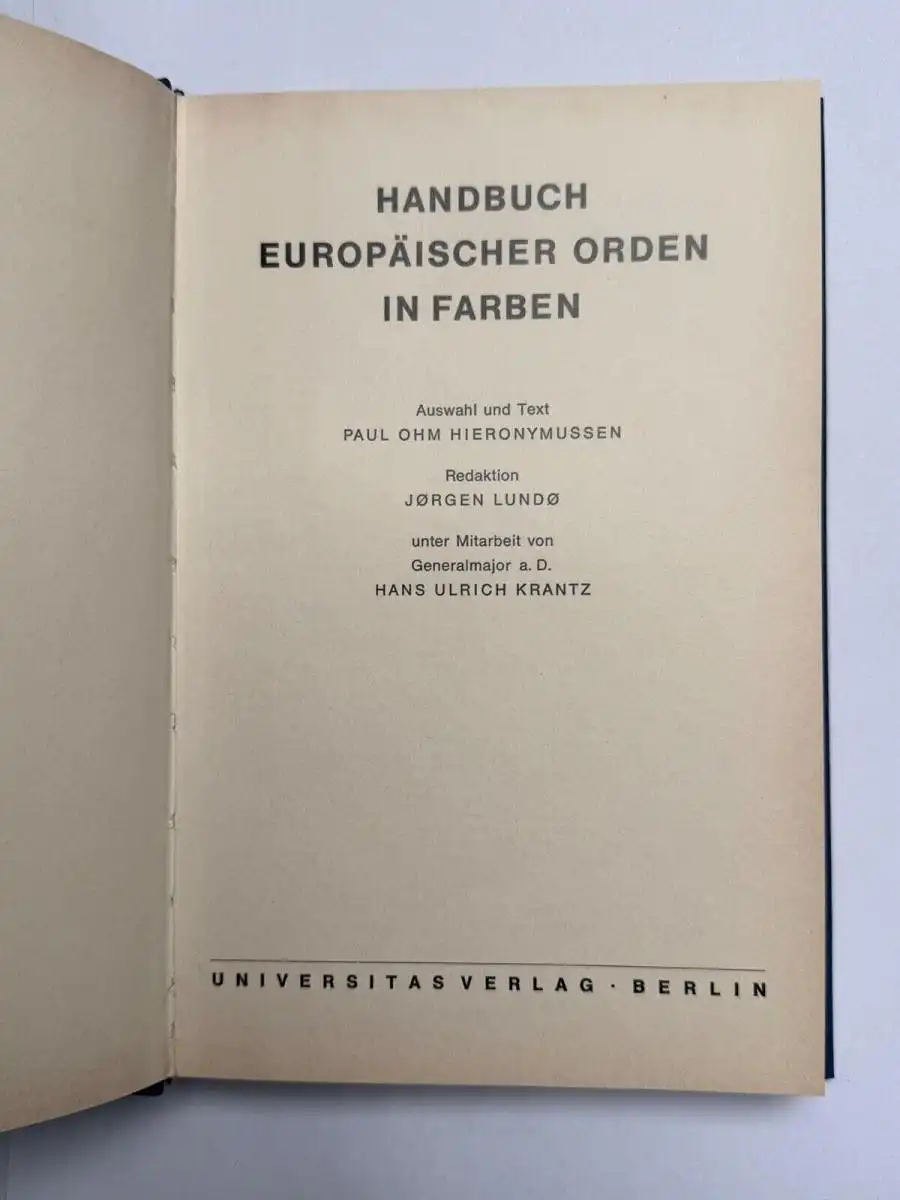 HANDBUCH
EUROPÄISCHER ORDEN
IN FARBEN
Auswahl und Text
PAUL OHM HIERONYMUSSEN
Redaktion
JØRGEN LUNDØ
unter Mitarbeit von
Generalmajor a. D.
HANS ULRICH KRANTZ
UNIVERSITAS VERLAG · BERLIN